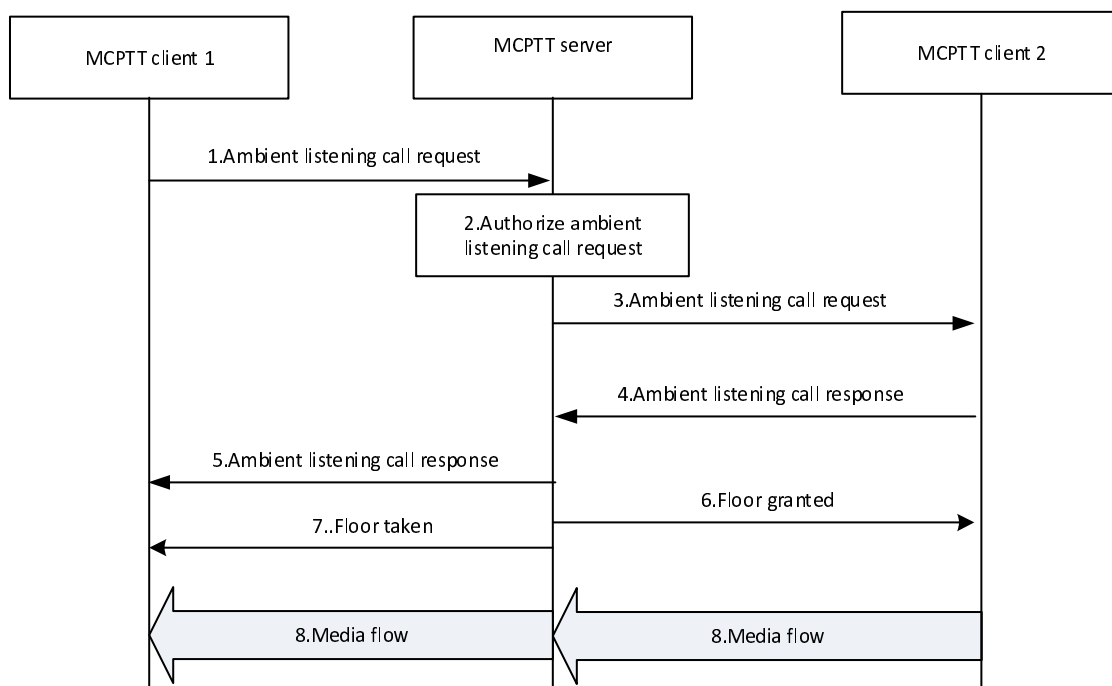 MCPTT client 1
MCPTT server
MCPTT client 2
1.Ambient listening call request
2.Authorize ambient
listening call request
3.Ambient listening call request
4.Ambient listening call response
5.Ambient listening call response
6.Floor granted
7..Floor taken
8.Media flow
8.Media flow